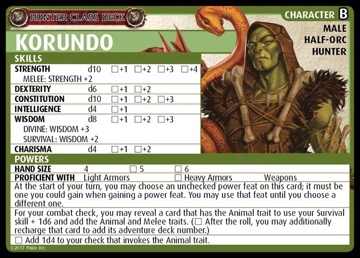 HUNTER CLASS DECK
CHARACTER B
KORUNDO
MALE
HALF-ORC
HUNTER
SKILLS
STRENGTH d10 □+1 □+2 □+3 □+4
MELEE: STRENGTH +2
DEXTERITY d6 □+1 □+2
CONSTITUTION d10 □+1 □+2 □+3
INTELLIGENCE d4 □+1
WISDOM d8 □+1 □+2 □+3
DIVINE: WISDOM +3
SURVIVAL: WISDOM +2
CHARISMA d4 □+1 □+2
POWERS
HAND SIZE 4 □5 □6
PROFICIENT WITH Light Armors □Heavy Armors Weapons
At the start of your turn, you may choose an unchecked power feat on this card; it must be
one you could gain when gaining a power feat. You may use that feat until you choose a
different one.
For your combat check, you may reveal a card that has the Animal trait to use your Survival
skill + 1d6 and add the Animal and Melee traits. (□ After the roll, you may additionally
recharge that card to add its adventure deck number.)
□ Add 1d4 to your check that invokes the Animal trait.
©2017 Paizo Inc.